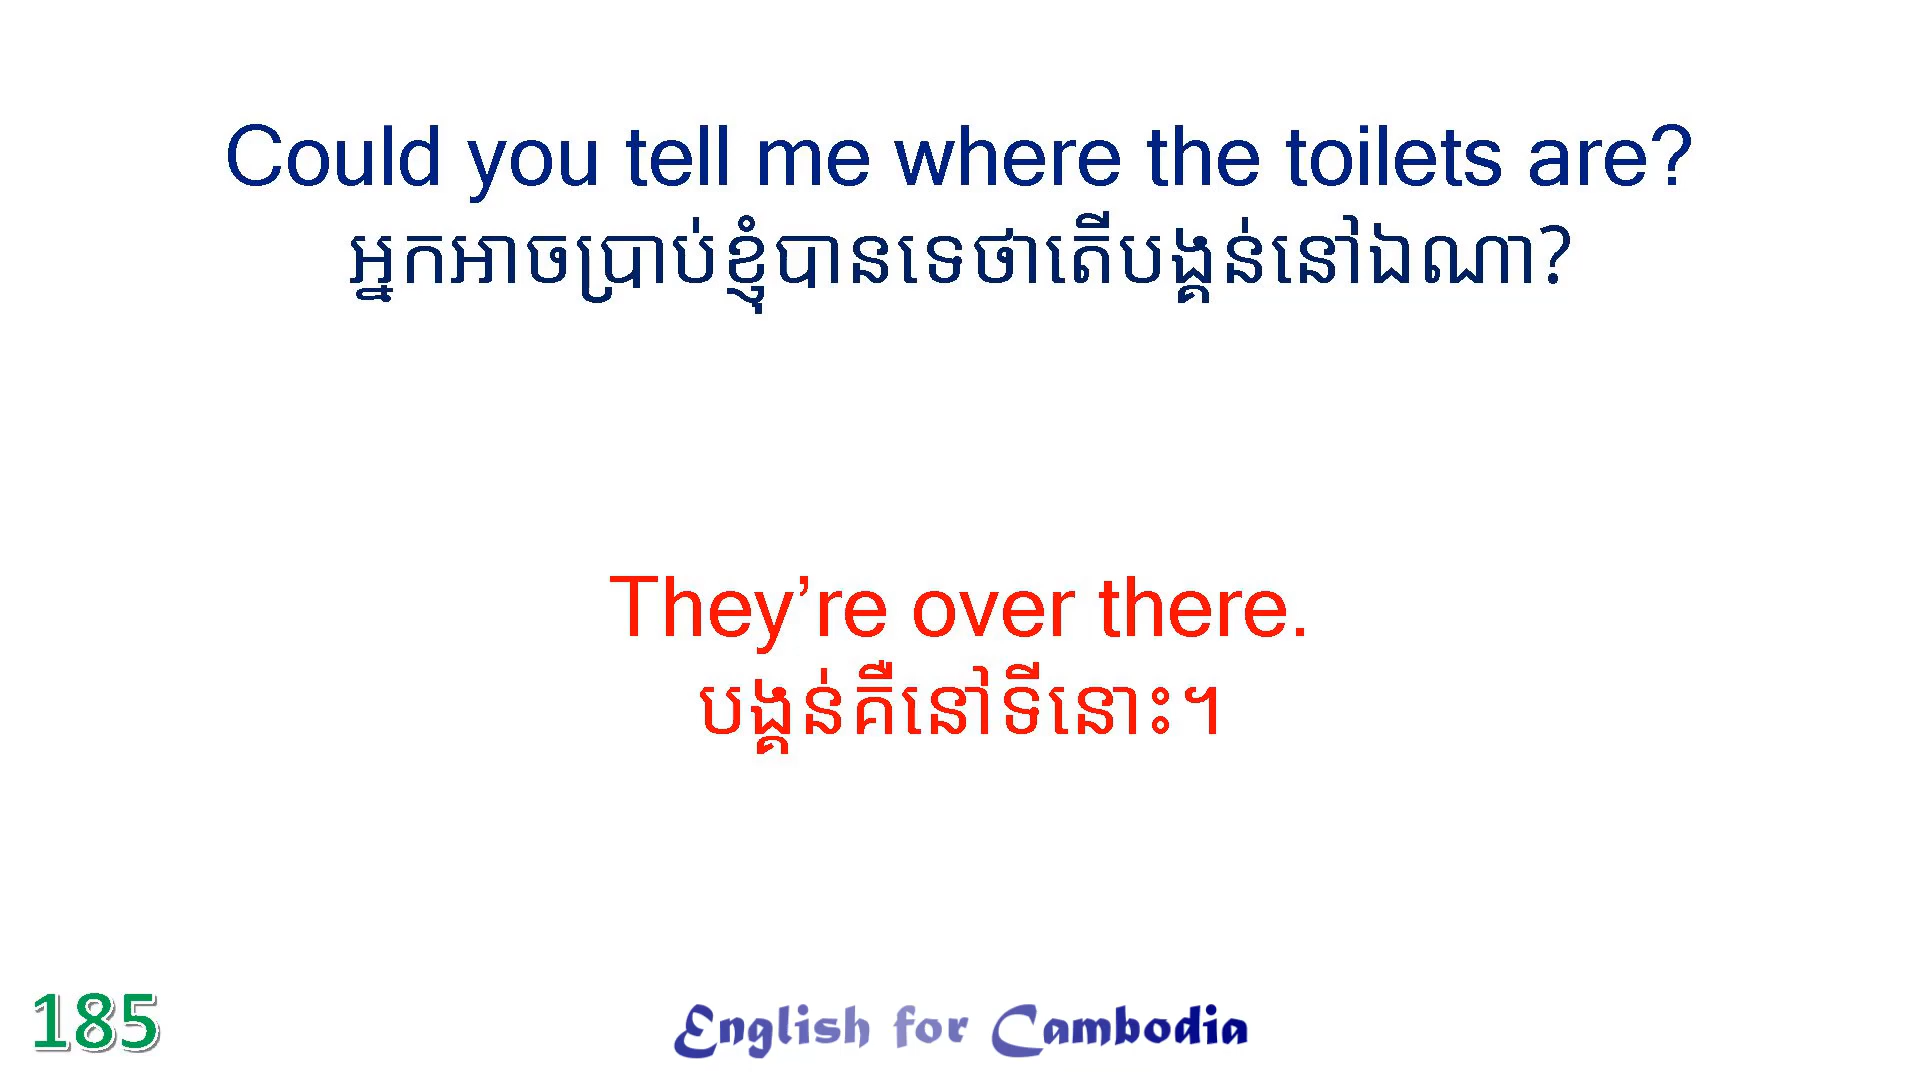 Could you tell me where the toilets are?
អ្នកអាចប្រាប់ខ្ញុំបានទេថាតើបង្គន់នៅឯណា?
They’re over there.
បង្គន់គឺនៅទីនោះ។
185
English for Cambodia